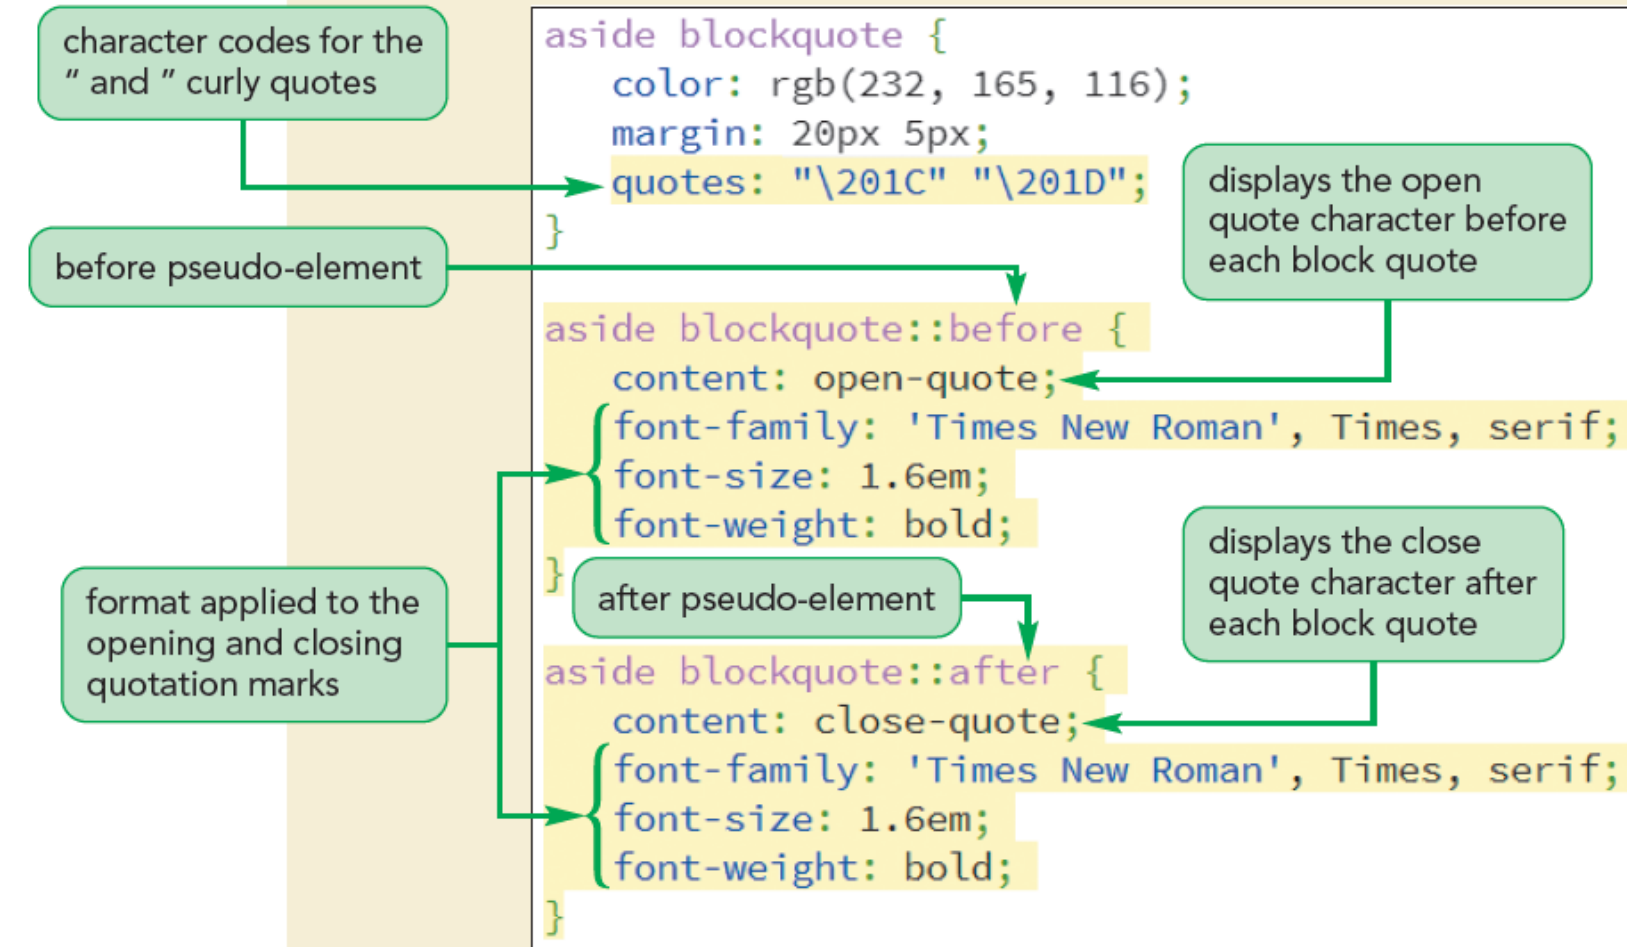 character codes for the
“ and ” curly quotes
before pseudo-element
format applied to the
opening and closing
quotation marks
aside blockquote {
color: rgb(232, 165, 116);
margin: 20px 5px;
quotes: "\201C" "\201D";
}
aside blockquote::before {
content: open-quote;
font-family: 'Times New Roman', Times, serif;
font-size: 1.6em;
font-weight: bold;
}
after pseudo-element
aside blockquote::after {
content: close-quote;
font-family: 'Times New Roman', Times, serif;
font-size: 1.6em;
font-weight: bold;
}
displays the open
quote character before
each block quote
displays the close
quote character after
each block quote